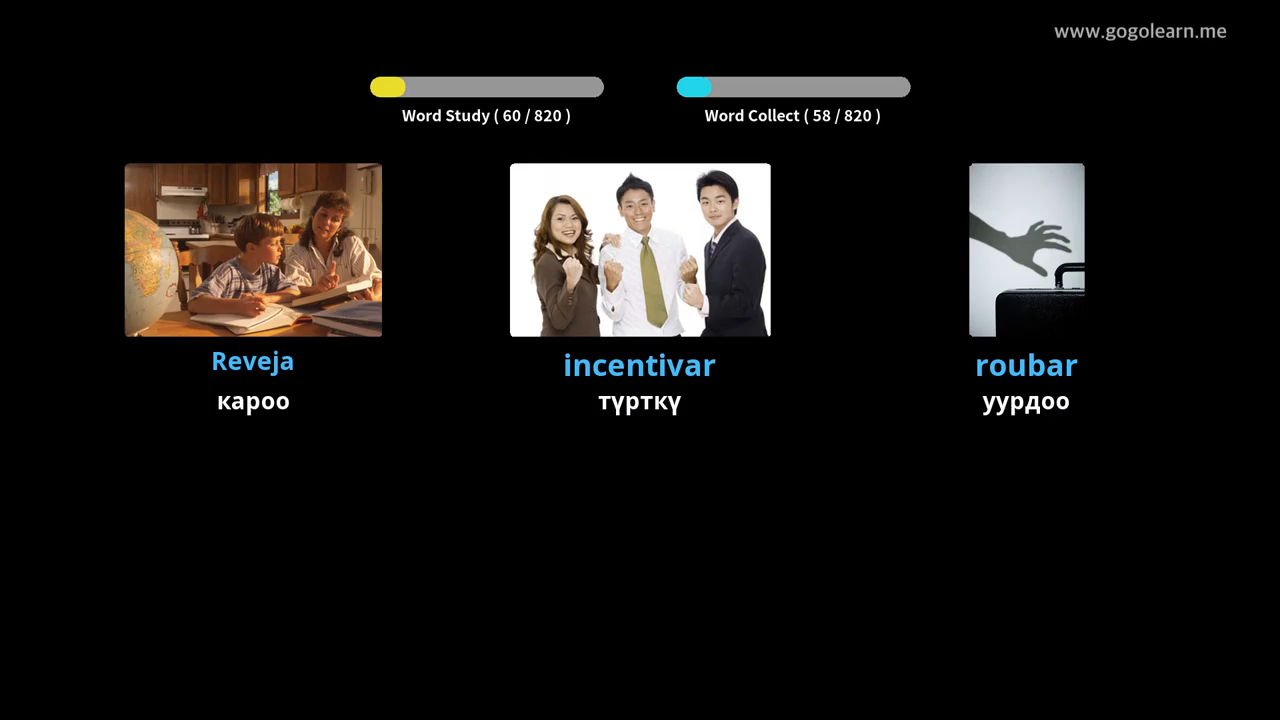 www.gogolearn.me
Word Study ( 60 / 820 )
Word Collect ( 58 / 820 )
Reveja
incentivar
roubar
кароо
түрткү
уурдоо